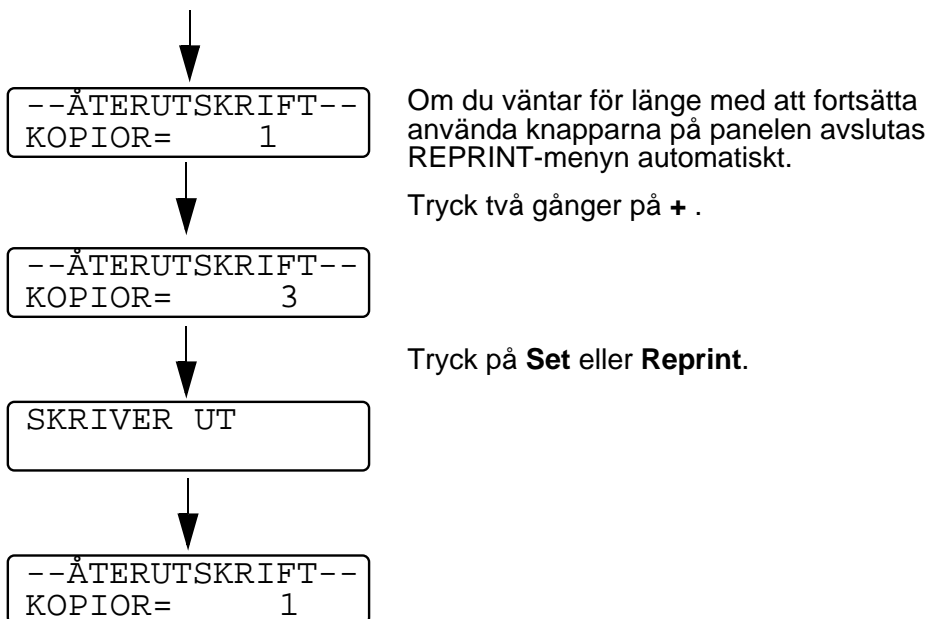 --ÅTERUTSKRIFT--
KOPIOR= 1
Om du väntar för länge med att fortsätta
använda knapparna på panelen avslutas
REPRINT-menyn automatiskt.
Tryck två gånger på + .
--ÅTERUTSKRIFT--
KOPIOR= 3
Tryck på Set eller Reprint.
SKRIVER UT
--ÅTERUTSKRIFT--
KOPIOR= 1